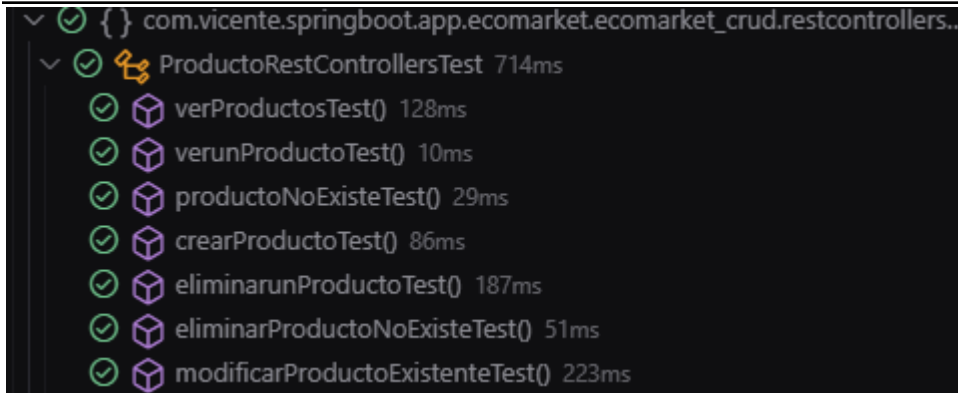 { } com.vicente.springboot.app.ecomarket.ecomarket_crud.restcontrollers...
ProductoRestControllersTest 714ms
verProductosTest() 128ms
verunProductoTest() 10ms
productoNoExisteTest() 29ms
crearProductoTest() 86ms
eliminarunProductoTest() 187ms
eliminarProductoNoExisteTest() 51ms
modificarProductoExistenteTest() 223ms